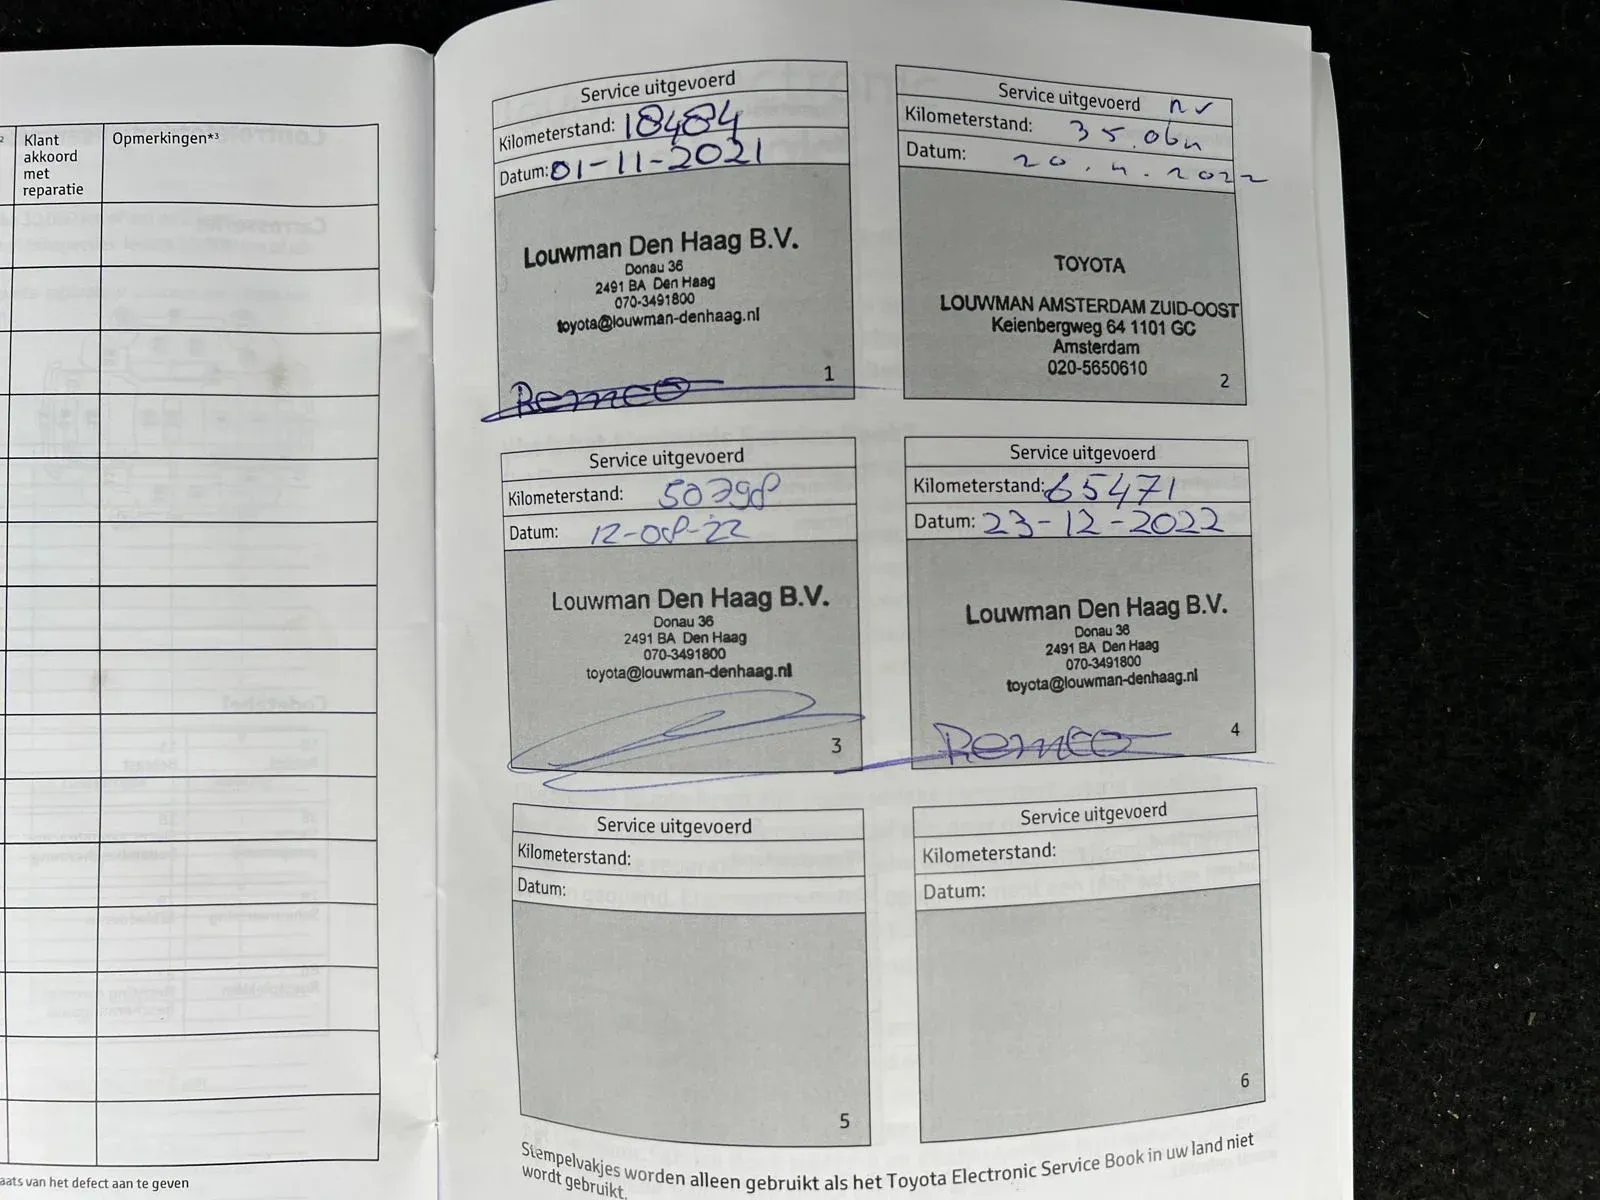 Klant
akkoord
met
reparatie
Opmerkingen*³
aats van het defect aan te geven
Service uitgevoerd
Kilometerstand: 18484
Datum: 01-11-2021
Louwman Den Haag B.V.
Donau 36
2491 BA Den Haag
070-3491800
toyota@louwman-denhaag.nl
Romeo
1
Service uitgevoerd
Kilometerstand:
Datum:
TOYOTA
LOUWMAN AMSTERDAM ZUID-OOST
Keienbergweg 64 1101 GC
Amsterdam
020-5650610
2
Service uitgevoerd
Kilometerstand: 50798
Datum: 12-08-22
Louwman Den Haag B.V.
Donau 36
2491 BA Den Haag
070-3491800
toyota@louwman-denhaag.nl
3
Service uitgevoerd
Kilometerstand: 65471
Datum: 23-12-2022
Louwman Den Haag B.V.
Donau 36
2491 BA Den Haag
070-3491800
toyota@louwman-denhaag.nl
Romeo
4
Service uitgevoerd
Kilometerstand:
Datum:
5
Service uitgevoerd
Kilometerstand:
Datum:
6
Stempelvakjes worden alleen gebruikt als het Toyota Electronic Service Book in uw land niet
wordt gebruikt.